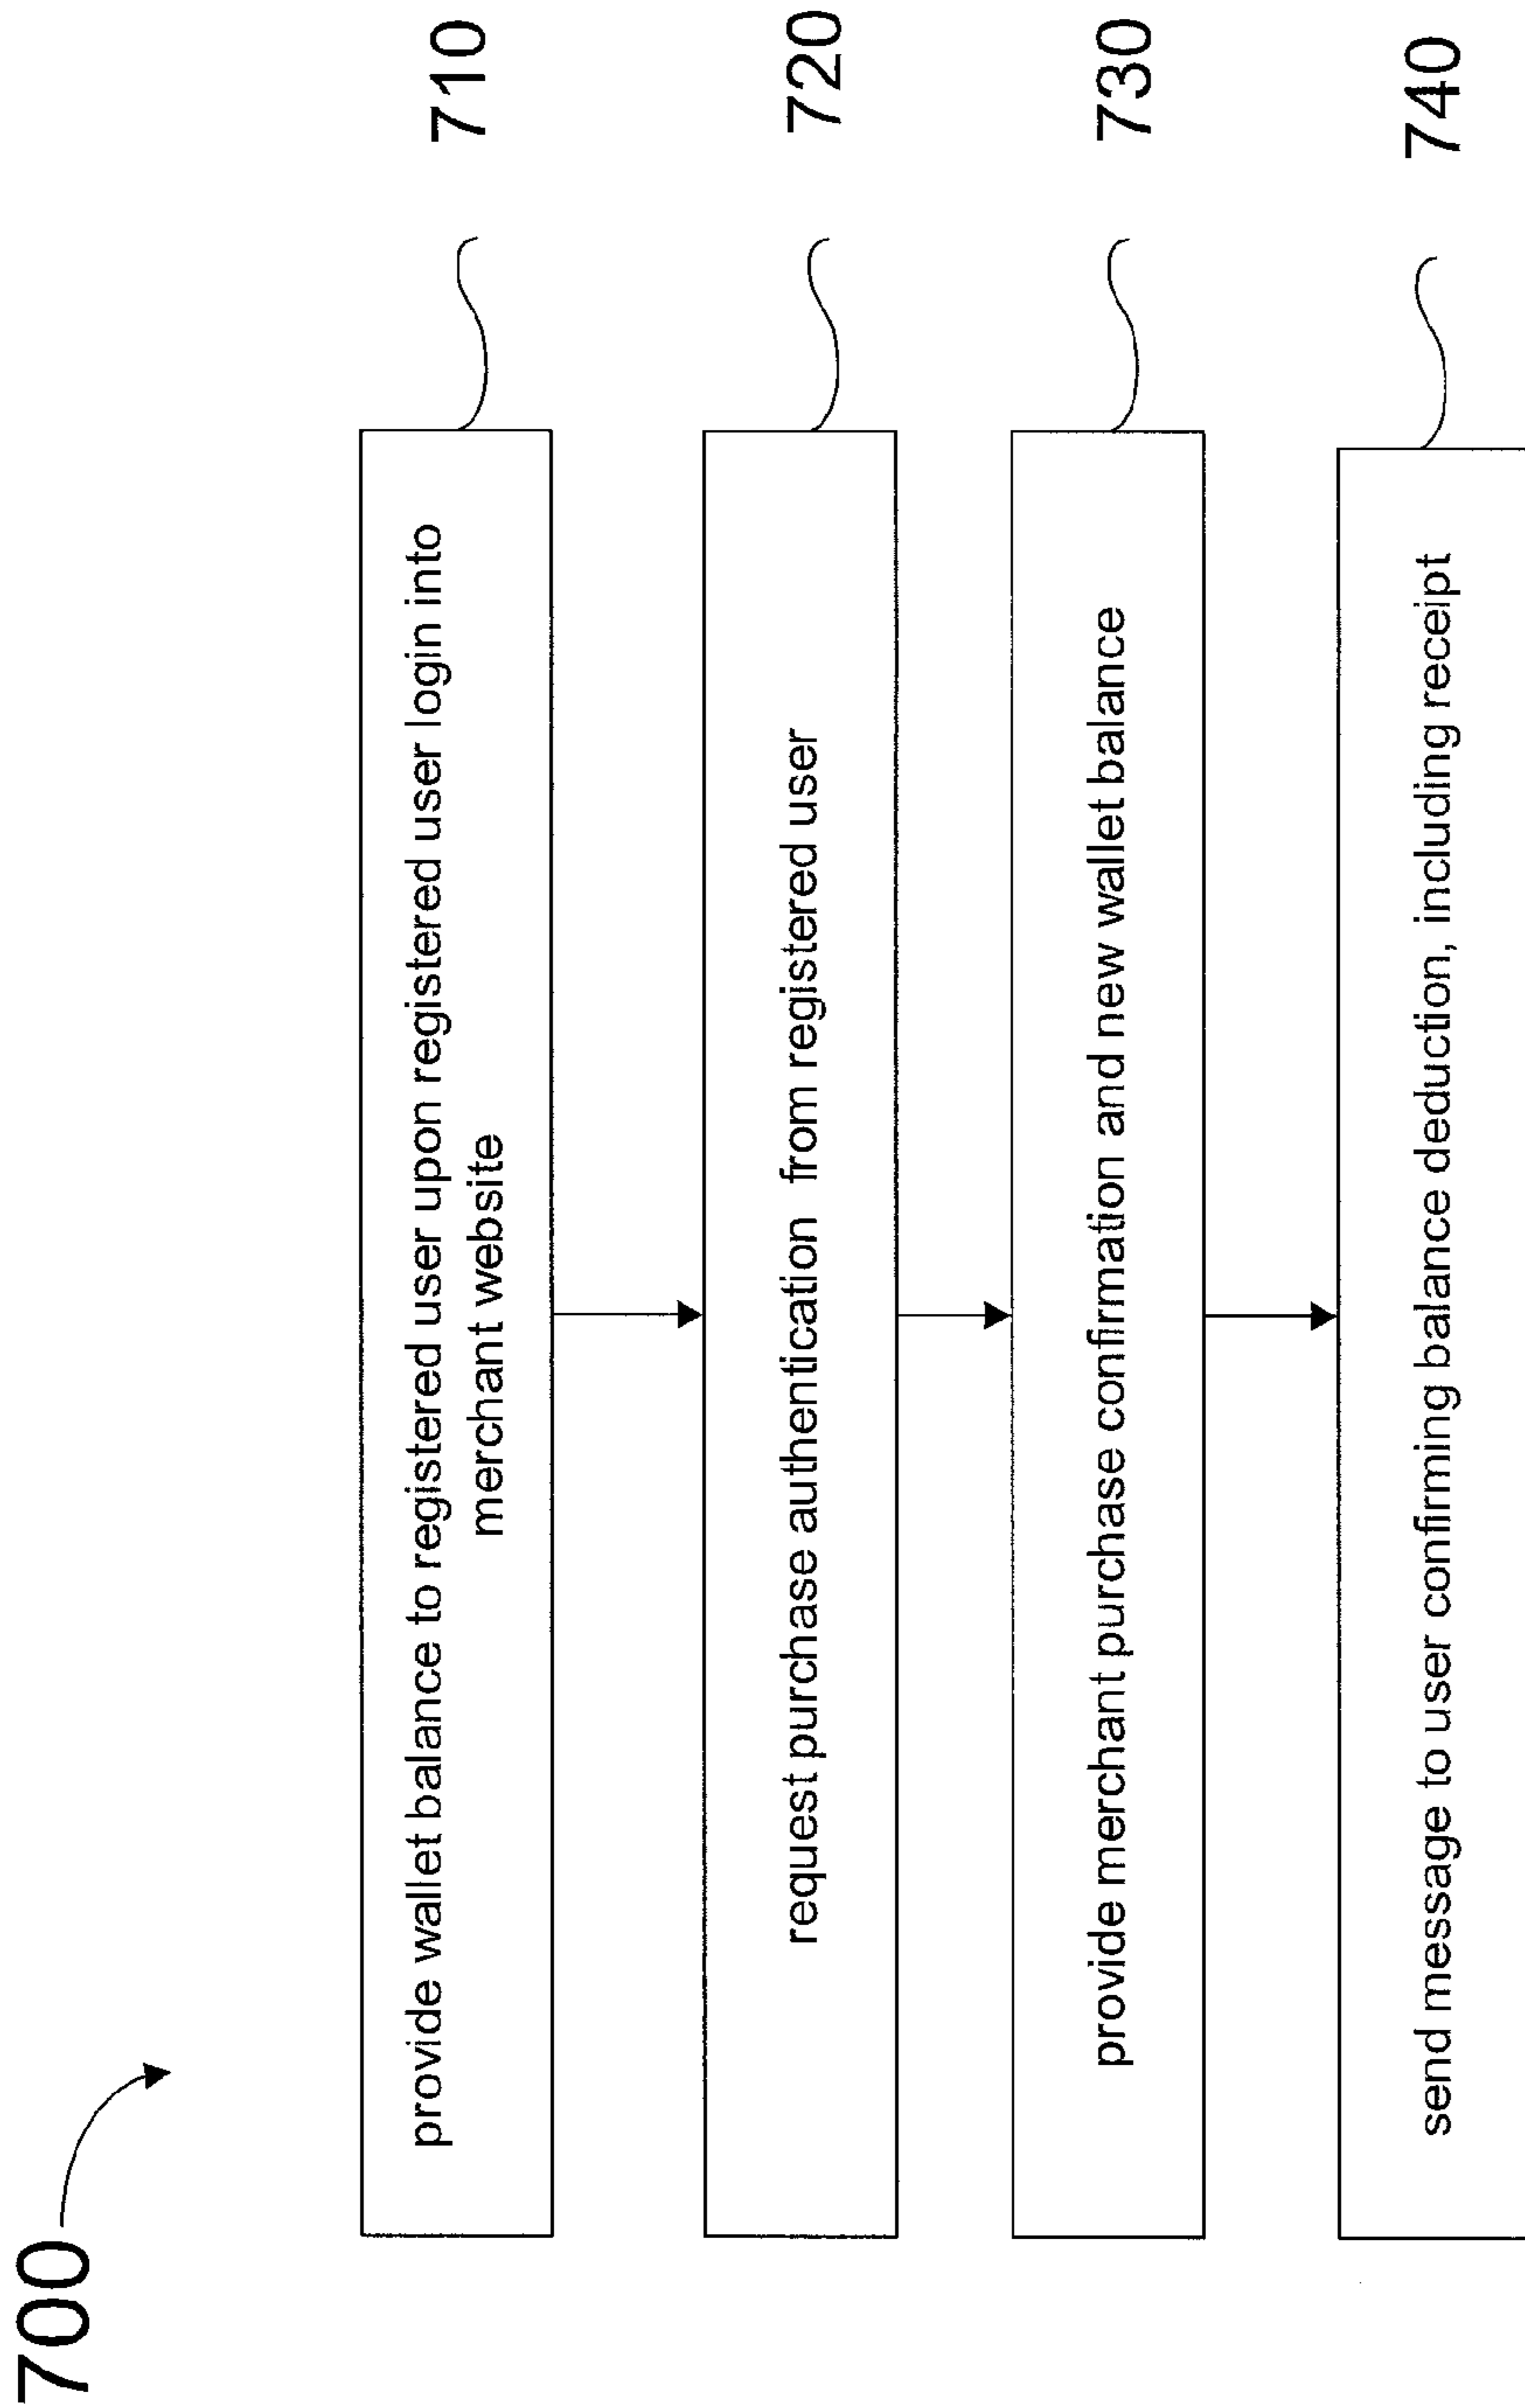 700
provide wallet balance to registered user upon registered user login into
merchant website
710
request purchase authentication from registered user
720
provide merchant purchase confirmation and new wallet balance
730
send message to user confirming balance deduction, including receipt
740